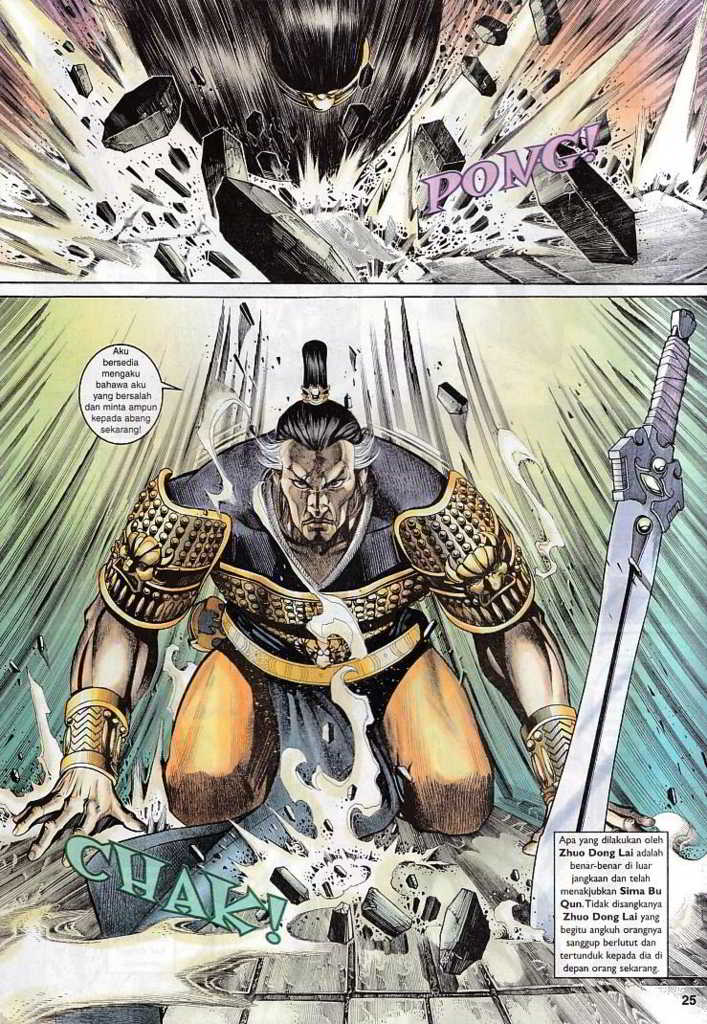 PONG!
Aku
bersedia
mengaku
bahawa aku
yang bersalah
dan minta ampun
kepada abang
sekarang!
CHAK!
Apa yang dilakukan oleh
Zhuo Dong Lai adalah
benar-benar di luar
jangkaan dan telah
menakjubkan Sima Bu
Qun. Tidak disangkanya
Zhuo Dong Lai yang
begitu angkuh orangnya
sanggup berlutut dan
tertunduk kepada dia di
depan orang sekarang.
25